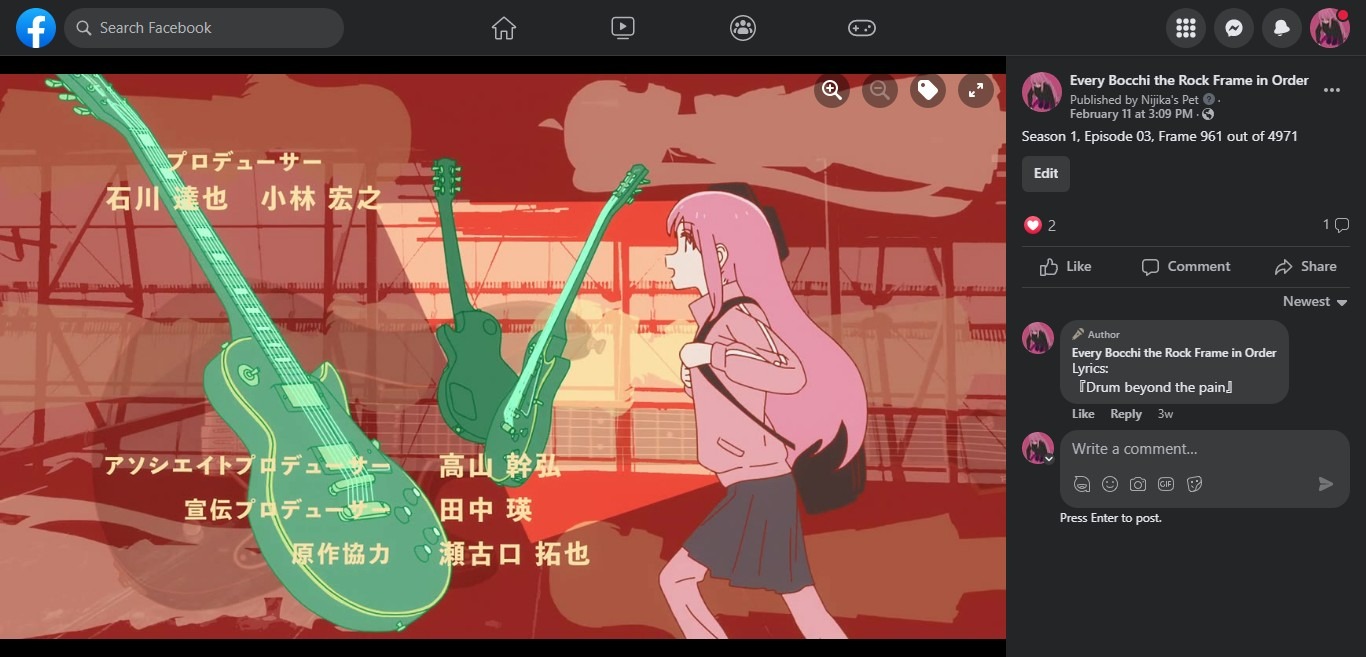 Search Facebook
プロデューサー
石川 達也 小林 宏之
アソシエイトプロデューサー 高山 幹弘
宣伝プロデューサー 田中 瑛
原作協力 瀬古口 拓也
Every Bocchi the Rock Frame in Order
Published by Nijika's Pet ·
February 11 at 3:09 PM ·
Season 1, Episode 03, Frame 961 out of 4971
Edit
2
1
Like Comment Share
Newest
Author
Every Bocchi the Rock Frame in Order
Lyrics:
『Drum beyond the pain』
Like Reply 3w
Write a comment...
GIF
Press Enter to post.